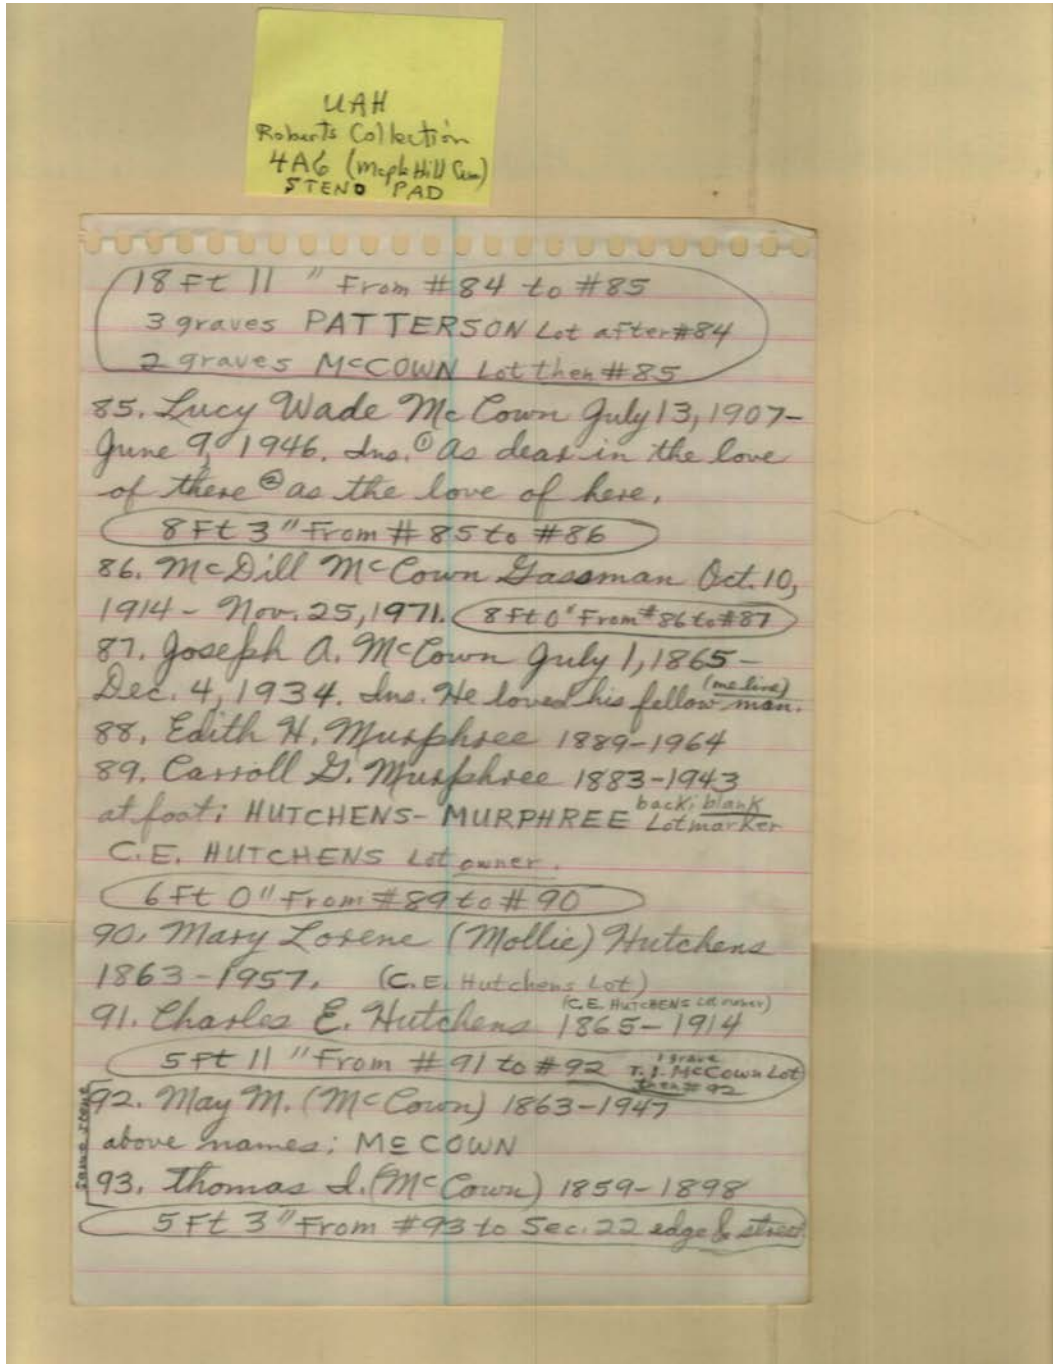 UAH
Roberts Collection
4A6 (Maple Hill Cem)
STENO PAD
18 Ft 11 " From #84 to #85
3 graves PATTERSON Lot after #84
2 graves McCOWN Lot then #85
85. Lucy Wade McCown July 13, 1907-
June 9, 1946. Ins. ① As dear in the love
of there ② as the love of here.
8 Ft 3" From #85 to #86
86. McDill McCown Gassman Oct. 10,
1914 - Nov. 25, 1971. 8 Ft 0" From #86 to #87
87. Joseph A. McCown July 1, 1865 -
(one line)
Dec. 4, 1934. Ins. He loved his fellow man.
88. Edith H. Murphree 1889-1964
89. Carroll G. Murphree 1883-1943
back: blank
at foot: HUTCHENS- MURPHREE Lot marker
C.E. HUTCHENS Lot owner.
6 Ft 0" From #89 to #90
90. Mary Lorene (Mollie) Hutchens
1863-1957. (C.E. Hutchens Lot)
(C.E. HUTCHENS Lot owner)
91. Charles E. Hutchens 1865-1914
5 Ft 11 " From #91 to #92 1 grave
T. I. McCown Lot
then #92
same stone
92. May M. (McCown) 1863-1947
above names: McCOWN
93. Thomas I. (McCown) 1859-1898
5 Ft 3" From #93 to Sec. 22 edge & street